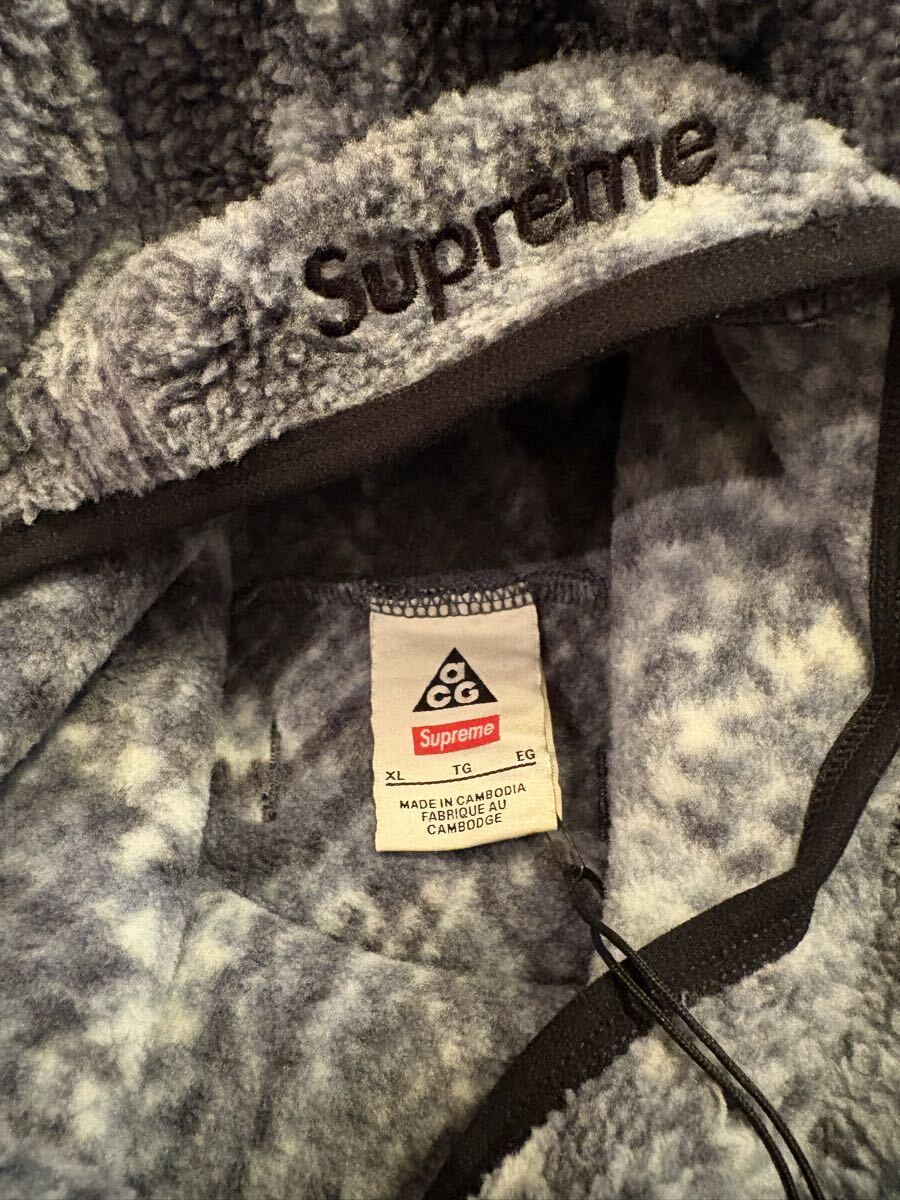 Supreme
aCG
Supreme
XL TG EG
MADE IN CAMBODIA
FABRIQUE AU
CAMBODGE